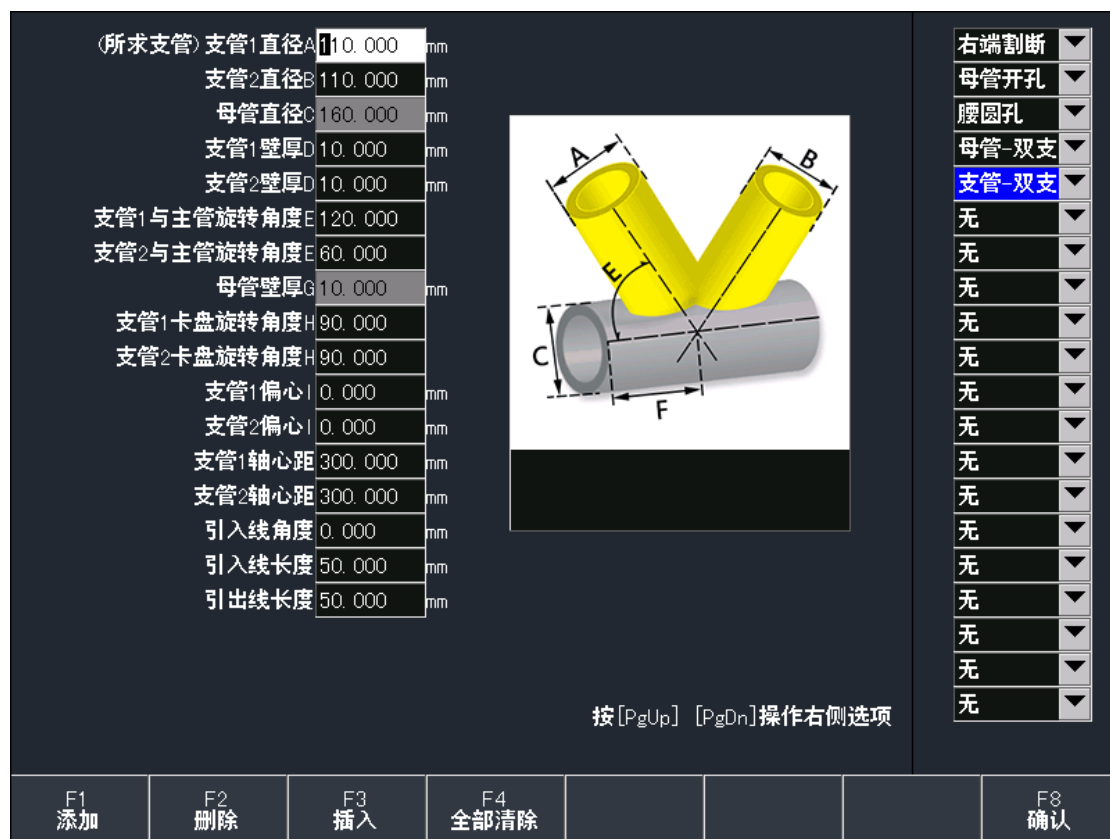 (所求支管)支管1直径A 110.000 mm 右端割断
支管2直径B 110.000 mm 母管开孔
母管直径C 160.000 mm 腰圆孔
支管1壁厚D 10.000 mm 母管-双支
支管2壁厚D 10.000 mm 支管-双支
支管1与主管旋转角度E 120.000 无
支管2与主管旋转角度E 60.000 无
母管壁厚G 10.000 mm 无
支管1卡盘旋转角度H 90.000 无
支管2卡盘旋转角度H 90.000 无
支管1偏心I 0.000 mm 无
支管2偏心I 0.000 mm 无
支管1轴心距 300.000 mm 无
支管2轴心距 300.000 mm 无
引入线角度 0.000 mm 无
引入线长度 50.000 mm 无
引出线长度 50.000 mm 无
无
无
无
A
B
E
C
F
按[PgUp] [PgDn]操作右侧选项
F1 F2 F3 F4 F8
添加 删除 插入 全部清除 确认